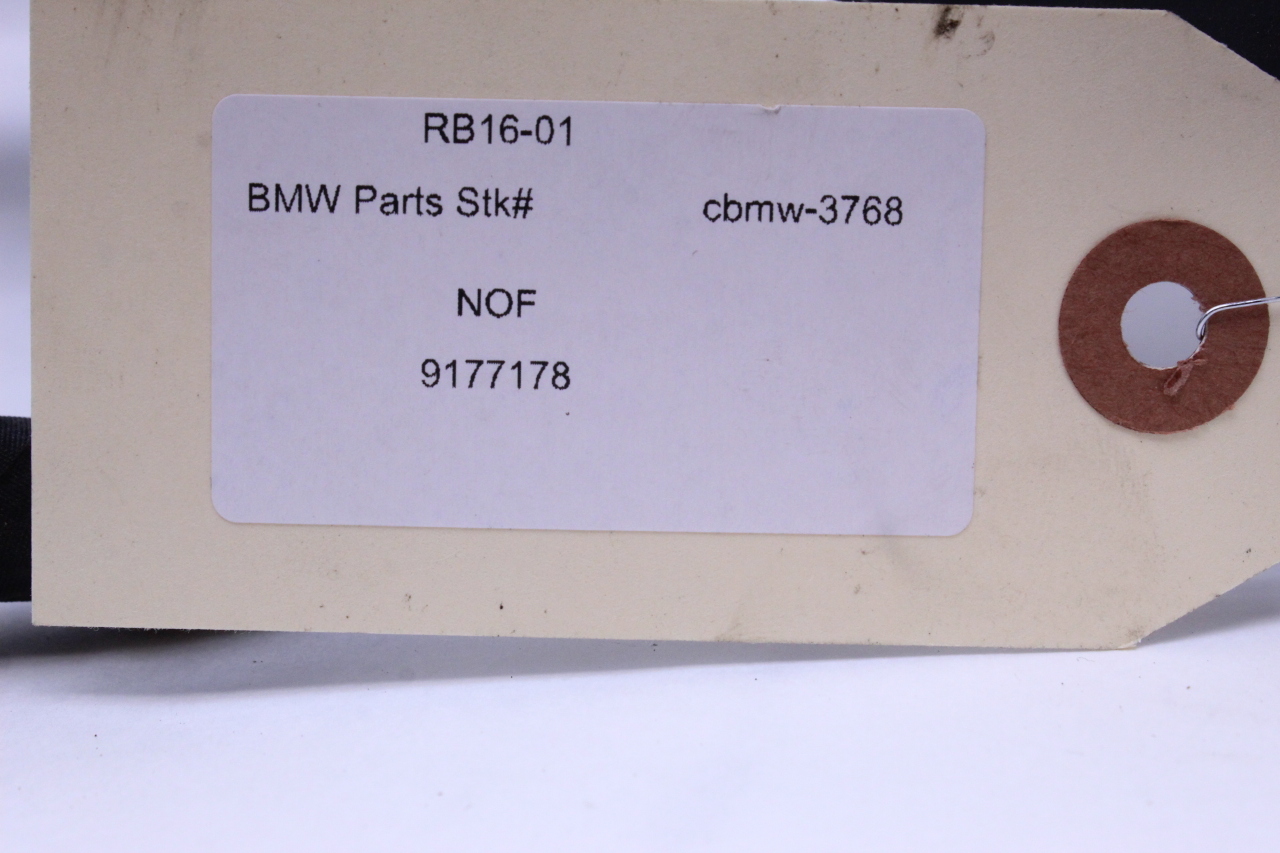 RB16-01
BMW Parts Stk# cbmw-3768
NOF
9177178